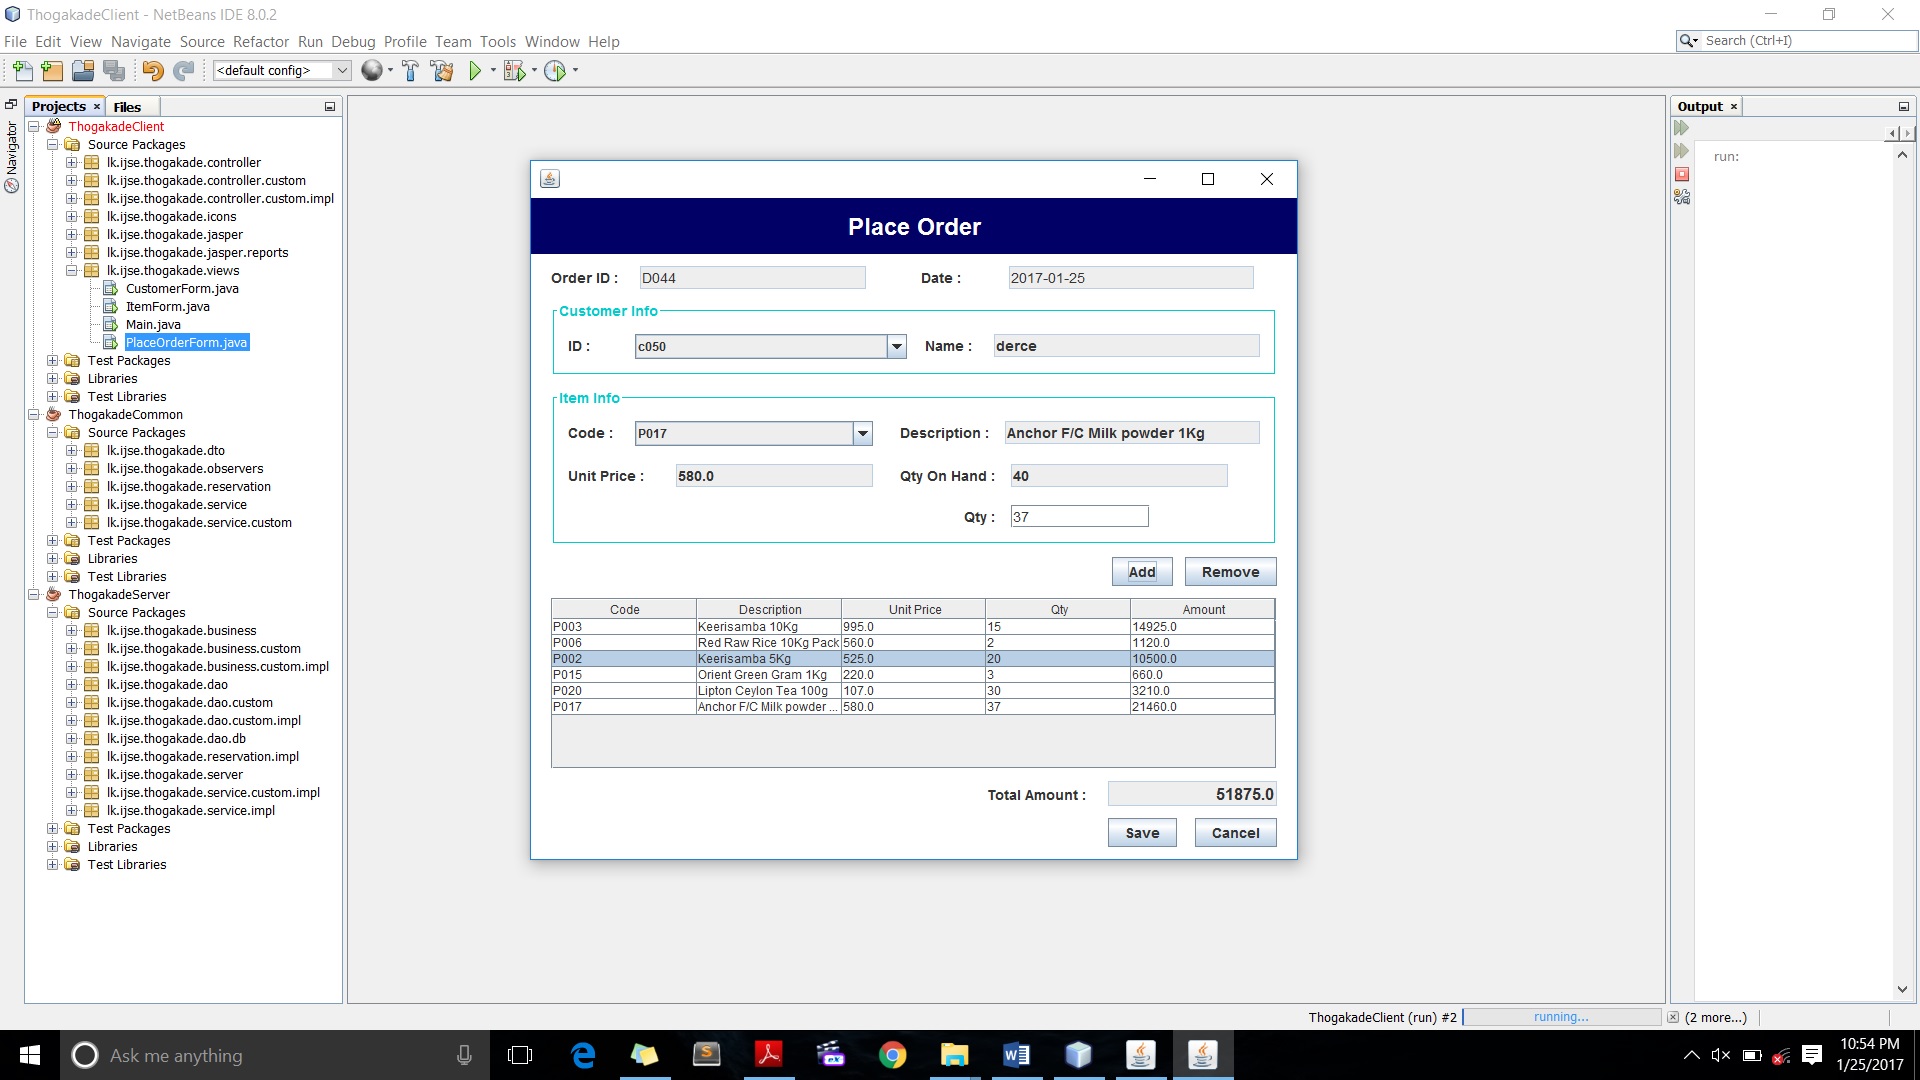 ThogakadeClient - NetBeans IDE 8.0.2
File Edit View Navigate Source Refactor Run Debug Profile Team Tools Window Help
Search (Ctrl+I)
<default config>
Navigator
Projects
Files
ThogakadeClient
Source Packages
lk.ijse.thogakade.controller
lk.ijse.thogakade.controller.custom
lk.ijse.thogakade.controller.custom.impl
lk.ijse.thogakade.icons
lk.ijse.thogakade.jasper
lk.ijse.thogakade.jasper.reports
lk.ijse.thogakade.views
CustomerForm.java
ItemForm.java
Main.java
PlaceOrderForm.java
Test Packages
Libraries
Test Libraries
ThogakadeCommon
Source Packages
lk.ijse.thogakade.dto
lk.ijse.thogakade.observers
lk.ijse.thogakade.reservation
lk.ijse.thogakade.service
lk.ijse.thogakade.service.custom
Test Packages
Libraries
Test Libraries
ThogakadeServer
Source Packages
lk.ijse.thogakade.business
lk.ijse.thogakade.business.custom
lk.ijse.thogakade.business.custom.impl
lk.ijse.thogakade.dao
lk.ijse.thogakade.dao.custom
lk.ijse.thogakade.dao.custom.impl
lk.ijse.thogakade.dao.db
lk.ijse.thogakade.reservation.impl
lk.ijse.thogakade.server
lk.ijse.thogakade.service.custom.impl
lk.ijse.thogakade.service.impl
Test Packages
Libraries
Test Libraries
Place Order
Order ID : D044 Date : 2017-01-25
Customer Info
ID : c050 Name : derce
Item Info
Code : P017 Description : Anchor F/C Milk powder 1Kg
Unit Price : 580.0 Qty On Hand : 40
Qty : 37
Add Remove
Code Description Unit Price Qty Amount
P003 Keerisamba 10Kg 995.0 15 14925.0
P006 Red Raw Rice 10Kg Pack 560.0 2 1120.0
P002 Keerisamba 5Kg 525.0 20 10500.0
P015 Orient Green Gram 1Kg 220.0 3 660.0
P020 Lipton Ceylon Tea 100g 107.0 30 3210.0
P017 Anchor F/C Milk powder ... 580.0 37 21460.0
Total Amount : 51875.0
Save Cancel
Output
run:
ThogakadeClient (run) #2 running... (2 more...)
Ask me anything
10:54 PM
1/25/2017